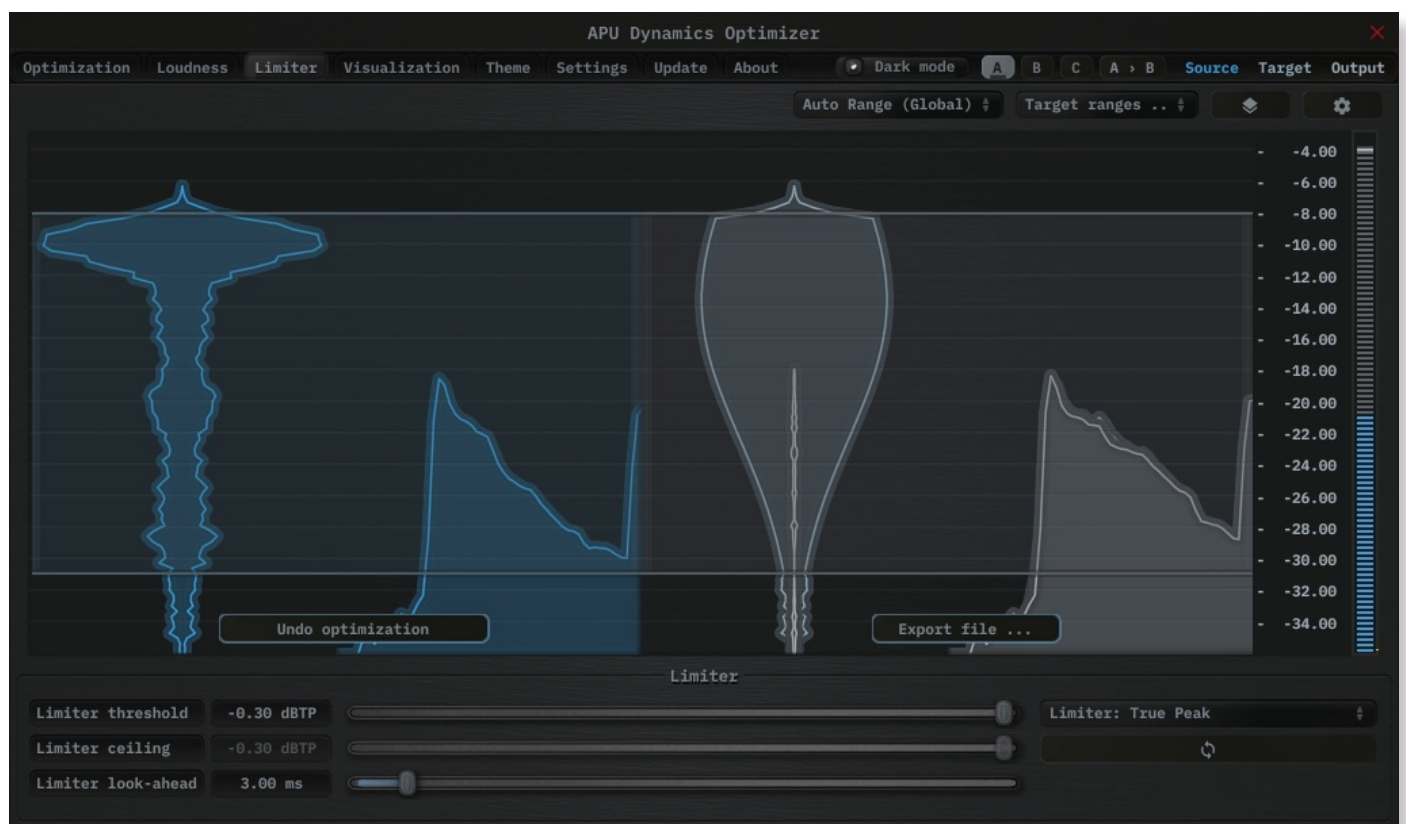 APU Dynamics Optimizer
Optimization Loudness Limiter Visualization Theme Settings Update About Dark mode A B C A › B Source Target Output
Auto Range (Global) Target ranges ..
- -4.00
- -6.00
- -8.00
- -10.00
- -12.00
- -14.00
- -16.00
- -18.00
- -20.00
- -22.00
- -24.00
- -26.00
- -28.00
- -30.00
- -32.00
- -34.00
Undo optimization Export file ...
Limiter
Limiter threshold -0.30 dBTP Limiter: True Peak
Limiter ceiling -0.30 dBTP
Limiter look-ahead 3.00 ms